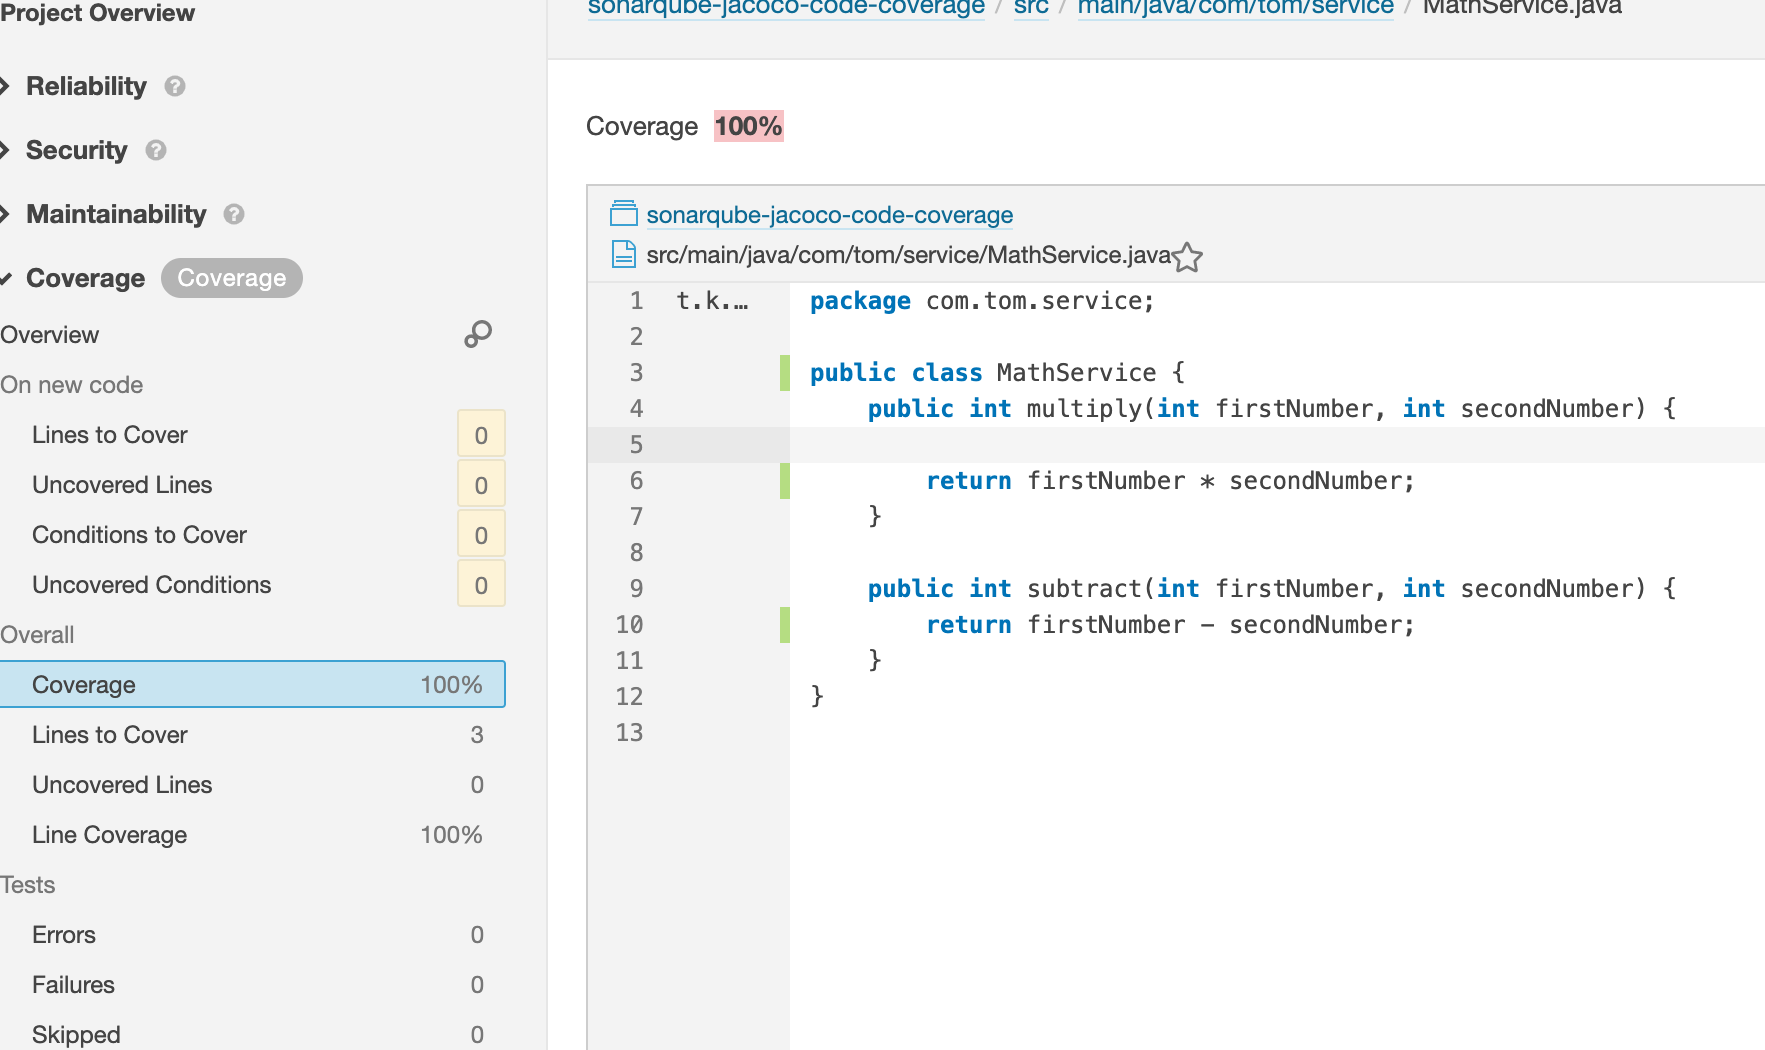 Project Overview
Reliability ?
Security ?
Maintainability ?
Coverage Coverage
Overview
On new code
Lines to Cover 0
Uncovered Lines 0
Conditions to Cover 0
Uncovered Conditions 0
Overall
Coverage 100%
Lines to Cover 3
Uncovered Lines 0
Line Coverage 100%
Tests
Errors 0
Failures 0
Skipped 0
sonarqube-jacoco-code-coverage / src / main/java/com/tom/service / MathService.java
Coverage 100%
sonarqube-jacoco-code-coverage
src/main/java/com/tom/service/MathService.java
1 t.k.… package com.tom.service;
2
3 public class MathService {
4 public int multiply(int firstNumber, int secondNumber) {
5
6 return firstNumber * secondNumber;
7 }
8
9 public int subtract(int firstNumber, int secondNumber) {
10 return firstNumber - secondNumber;
11 }
12 }
13